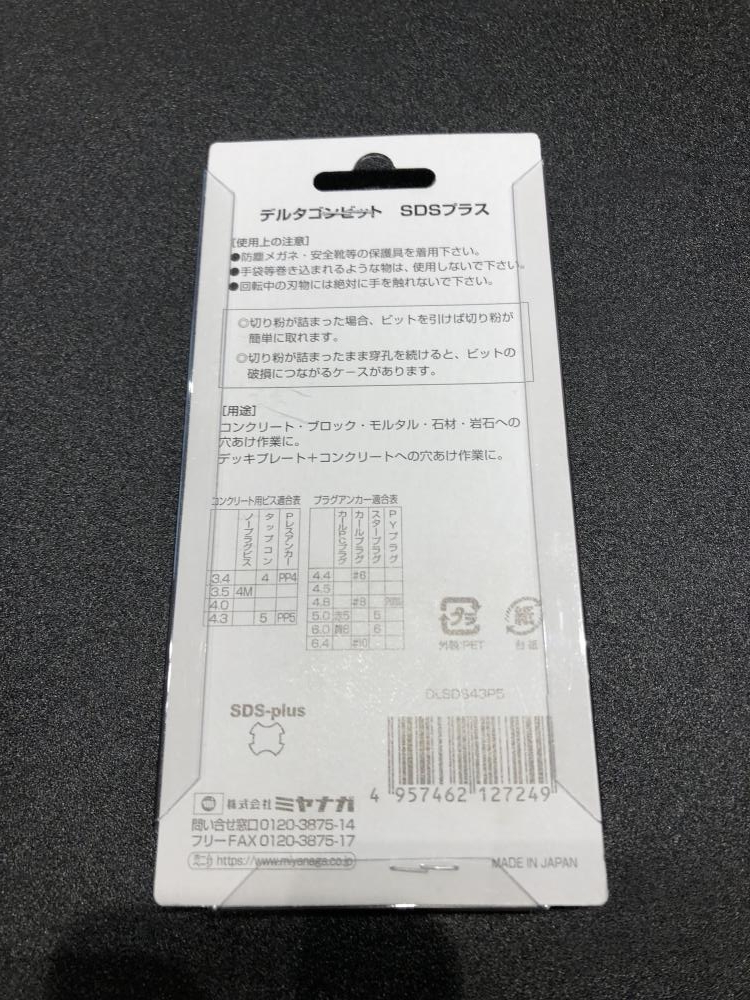 デルタゴンビット SDSプラス
[使用上の注意]
●防塵メガネ・安全靴等の保護具を着用下さい。
●手袋等巻き込まれるような物は、使用しないで下さい。
●回転中の刃物には絶対に手を触れないで下さい。
◎切り粉が詰まった場合、ビットを引けば切り粉が
簡単に取れます。
◎切り粉が詰まったまま穿孔を続けると、ビットの
破損につながるケースがあります。
[用途]
コンクリート・ブロック・モルタル・石材・岩石への
穴あけ作業に。
デッキプレート+コンクリートへの穴あけ作業に。
コンクリート用ビス適合表
ノープラグビス タップコン Pレスアンカー
3.4 4 PP4
3.5 4M
4.0
4.3 5 PP5
プラグアンカー適合表
カールPCプラグ カールプラグ スタープラグ PYプラグ
4.4 #6
4.5
4.8 #8
5.0 赤5 5
6.0 黄6 6
6.4 #10
プラ
外装:PET
紙
台紙
DLSDS43P5
SDS-plus
4 957462 127249
株式会社 ミヤナガ
問い合せ窓口 0120-3875-14
フリーFAX 0120-3875-17
https://www.miyanaga.co.jp
MADE IN JAPAN